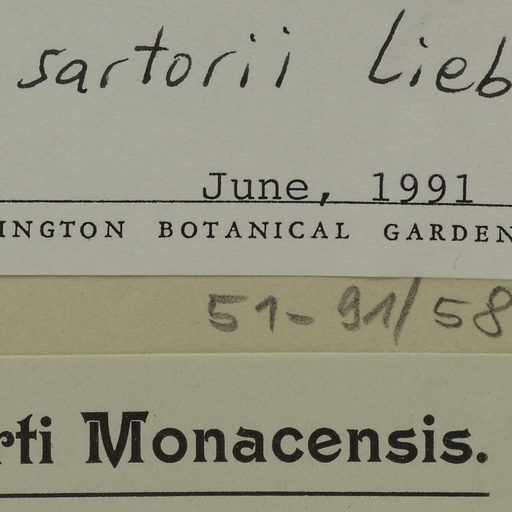 sartorii Lieb
June, 1991
INGTON BOTANICAL GARDEN
51-91/58
rti Monacensis.